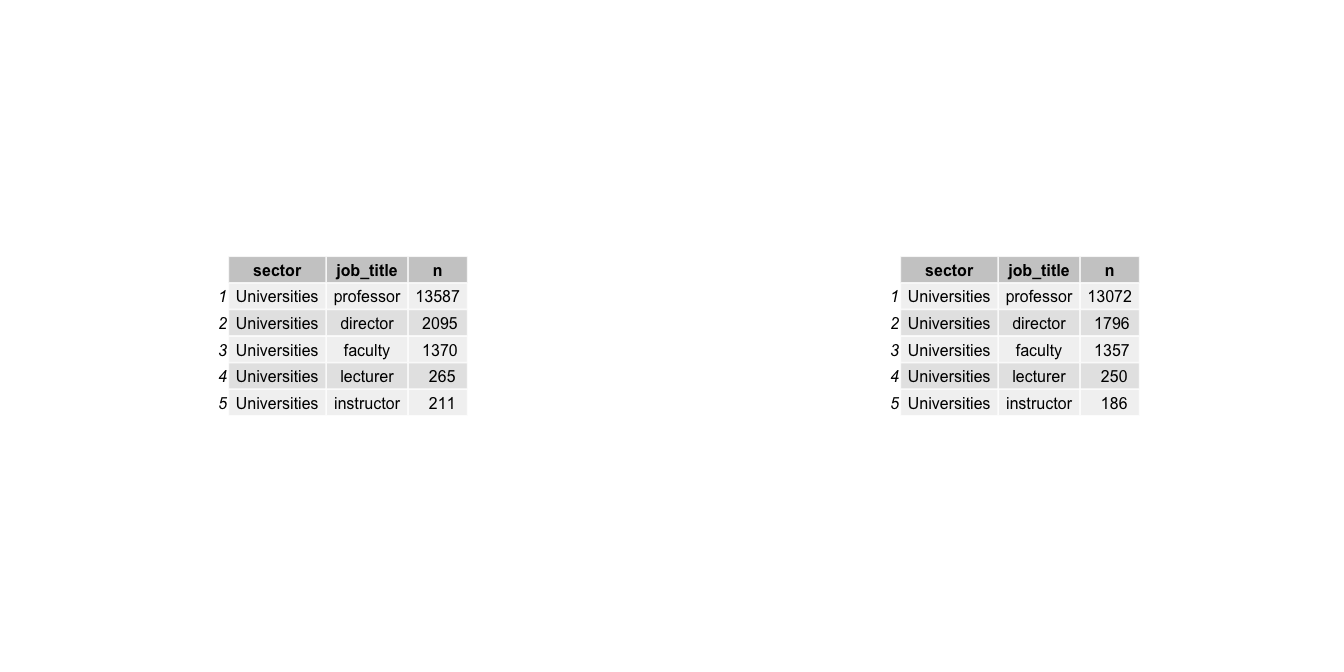 sector job_title n
1 Universities professor 13587
2 Universities director 2095
3 Universities faculty 1370
4 Universities lecturer 265
5 Universities instructor 211
sector job_title n
1 Universities professor 13072
2 Universities director 1796
3 Universities faculty 1357
4 Universities lecturer 250
5 Universities instructor 186